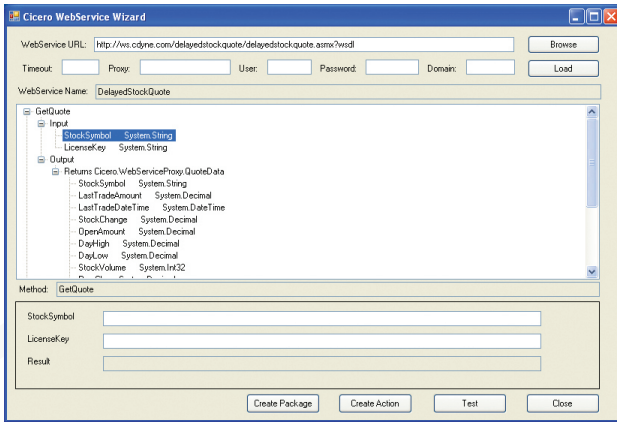 Cicero WebService Wizard
WebService URL: http://ws.cdyne.com/delayedstockquote/delayedstockquote.asmx?wsdl Browse
Timeout: Proxy: User: Password: Domain: Load
WebService Name: DelayedStockQuote
GetQuote
Input
StockSymbol System.String
LicenseKey System.String
Output
Returns Cicero.WebServiceProxy.QuoteData
StockSymbol System.String
LastTradeAmount System.Decimal
LastTradeDateTime System.DateTime
StockChange System.Decimal
OpenAmount System.Decimal
DayHigh System.Decimal
DayLow System.Decimal
StockVolume System.Int32
Method: GetQuote
StockSymbol
LicenseKey
Result
Create Package Create Action Test Close